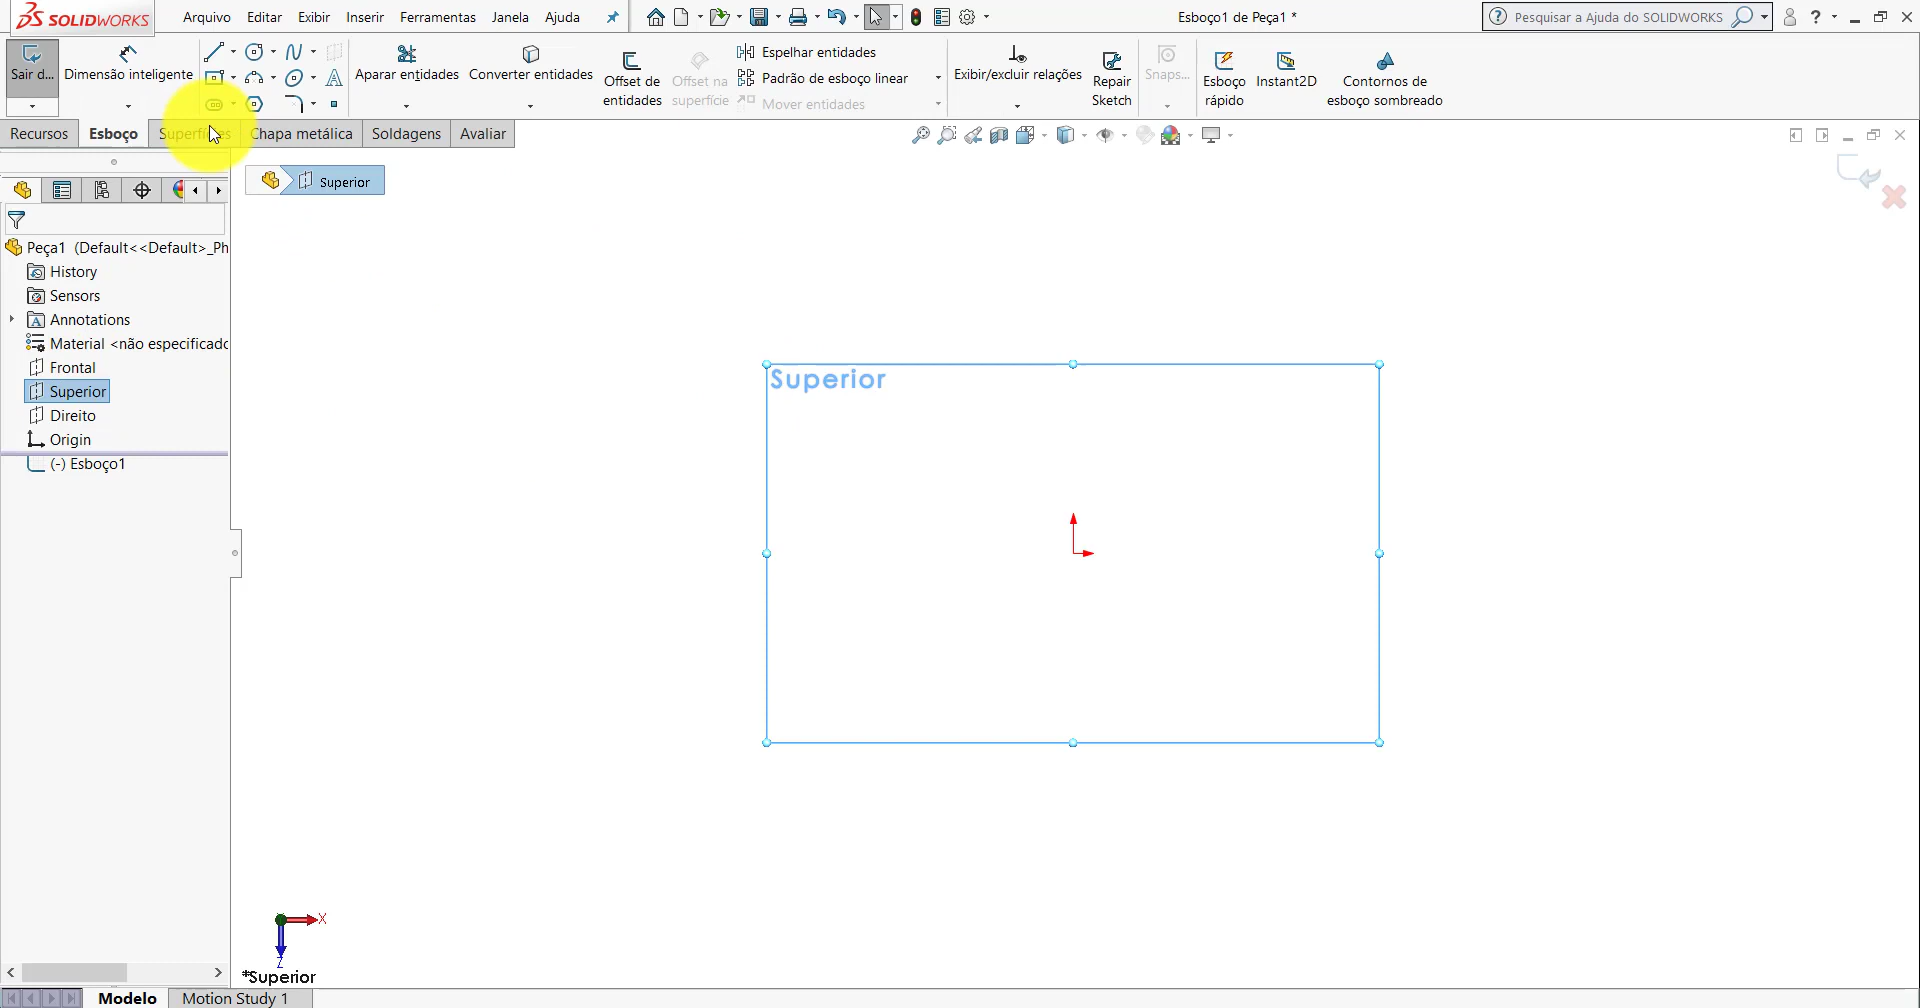 SOLIDWORKS
Arquivo Editar Exibir Inserir Ferramentas Janela Ajuda
Esboço1 de Peça1 *
Pesquisar a Ajuda do SOLIDWORKS
Sair d...
Dimensão inteligente
Aparar entidades
Converter entidades
Offset de entidades
Offset na superfície
Espelhar entidades
Padrão de esboço linear
Mover entidades
Exibir/excluir relações
Repair Sketch
Snaps...
Esboço rápido
Instant2D
Contornos de esboço sombreado
Recursos Esboço Superfícies Chapa metálica Soldagens Avaliar
Superior
Peça1 (Default<<Default>_Ph
History
Sensors
Annotations
Material <não especificado
Frontal
Superior
Direito
Origin
(-) Esboço1
Superior
X
Z
*Superior
Modelo Motion Study 1